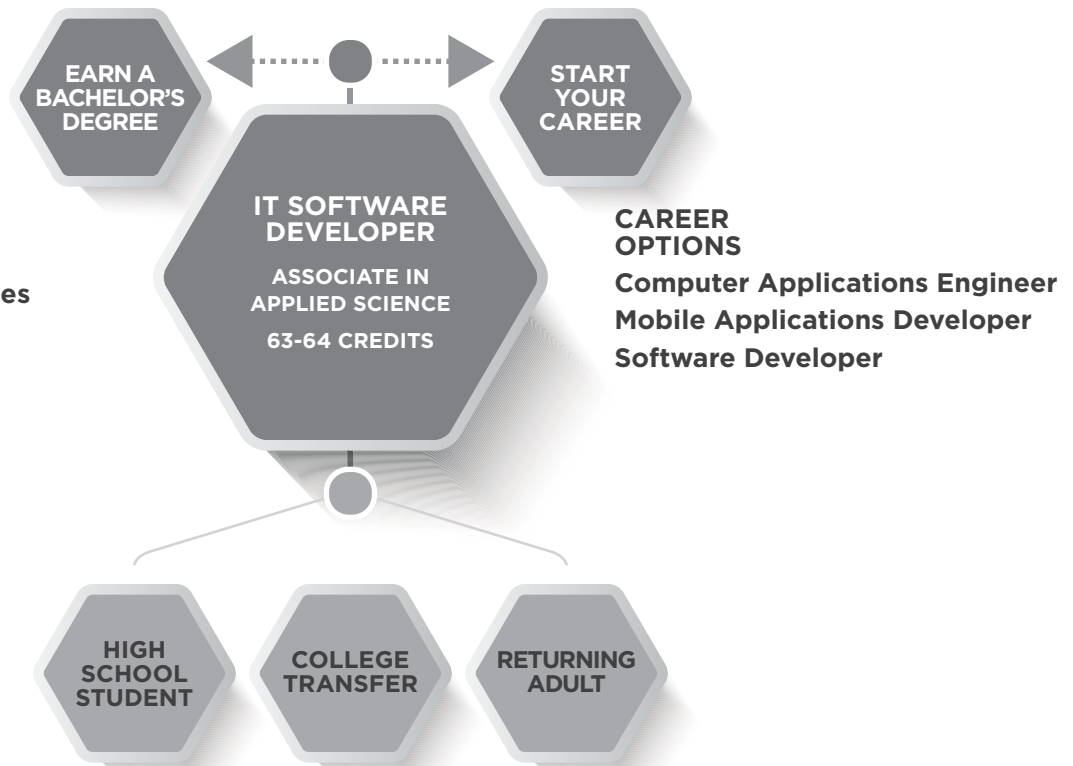 EARN A
BACHELOR'S
DEGREE
START
YOUR
CAREER
IT SOFTWARE
DEVELOPER
ASSOCIATE IN
APPLIED SCIENCE
63-64 CREDITS
es
CAREER
OPTIONS
Computer Applications Engineer
Mobile Applications Developer
Software Developer
HIGH
SCHOOL
STUDENT
COLLEGE
TRANSFER
RETURNING
ADULT